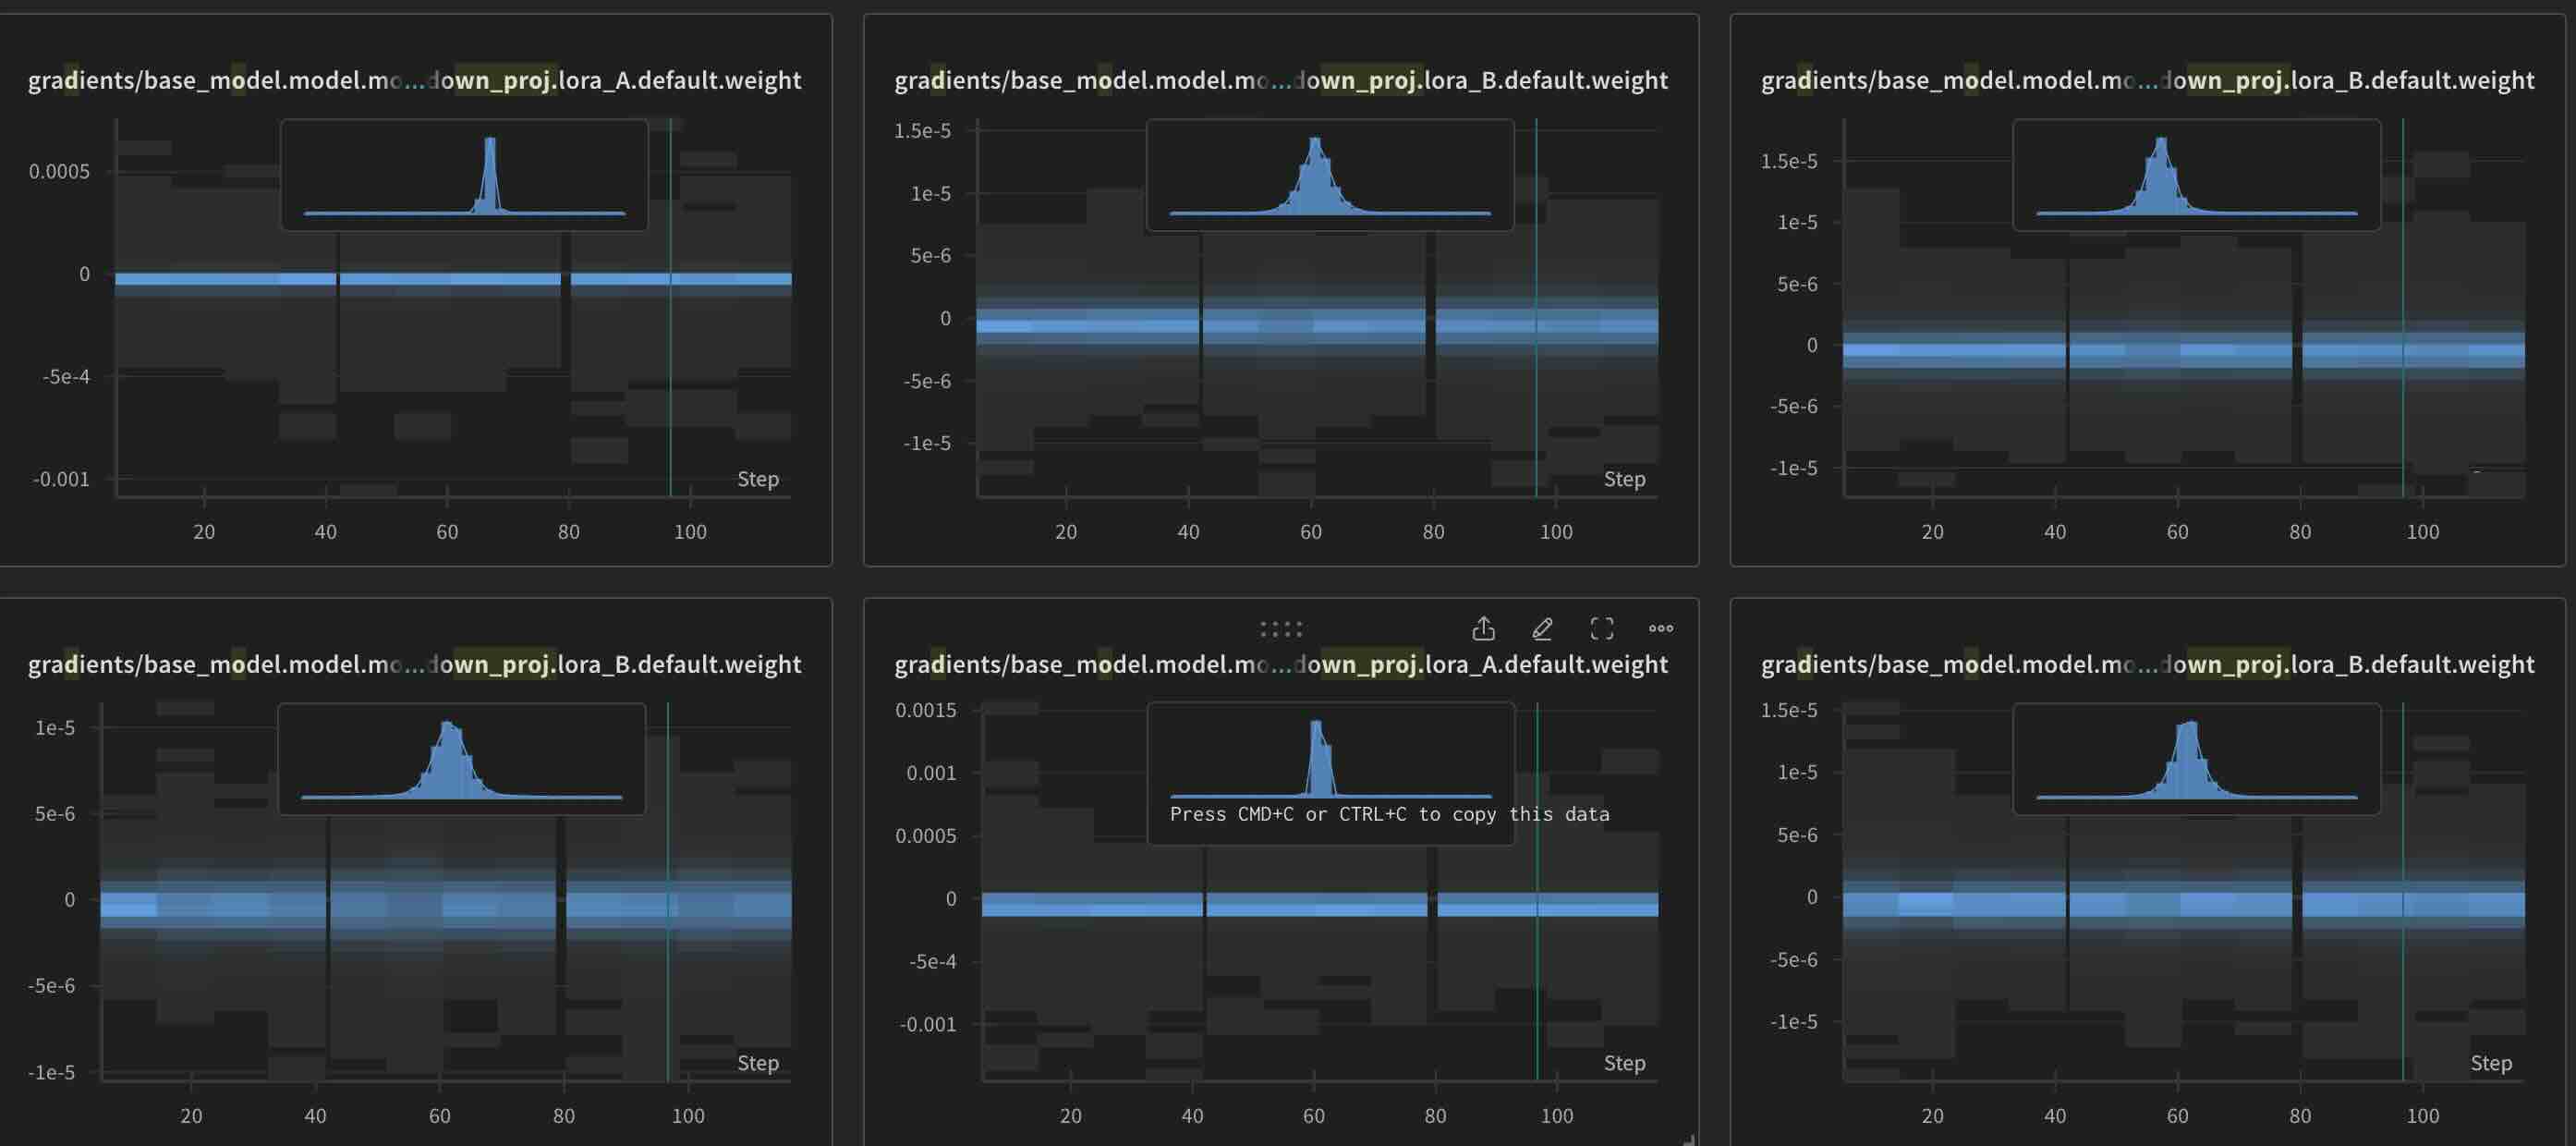 gradients/base_model.model.mo...down_proj.lora_A.default.weight
0.0005
0
-5e-4
-0.001
Step
20 40 60 80 100
gradients/base_model.model.mo...down_proj.lora_B.default.weight
1.5e-5
1e-5
5e-6
0
-5e-6
-1e-5
Step
20 40 60 80 100
gradients/base_model.model.mo...down_proj.lora_B.default.weight
1.5e-5
1e-5
5e-6
0
-5e-6
-1e-5
20 40 60 80 100
gradients/base_model.model.mo...down_proj.lora_B.default.weight
1e-5
5e-6
0
-5e-6
-1e-5
Step
20 40 60 80 100
gradients/base_model.model.mo...down_proj.lora_A.default.weight
0.0015
0.001
Press CMD+C or CTRL+C to copy this data
0.0005
0
-5e-4
-0.001
Step
20 40 60 80 100
gradients/base_model.model.mo...down_proj.lora_B.default.weight
1.5e-5
1e-5
5e-6
0
-5e-6
-1e-5
Step
20 40 60 80 100